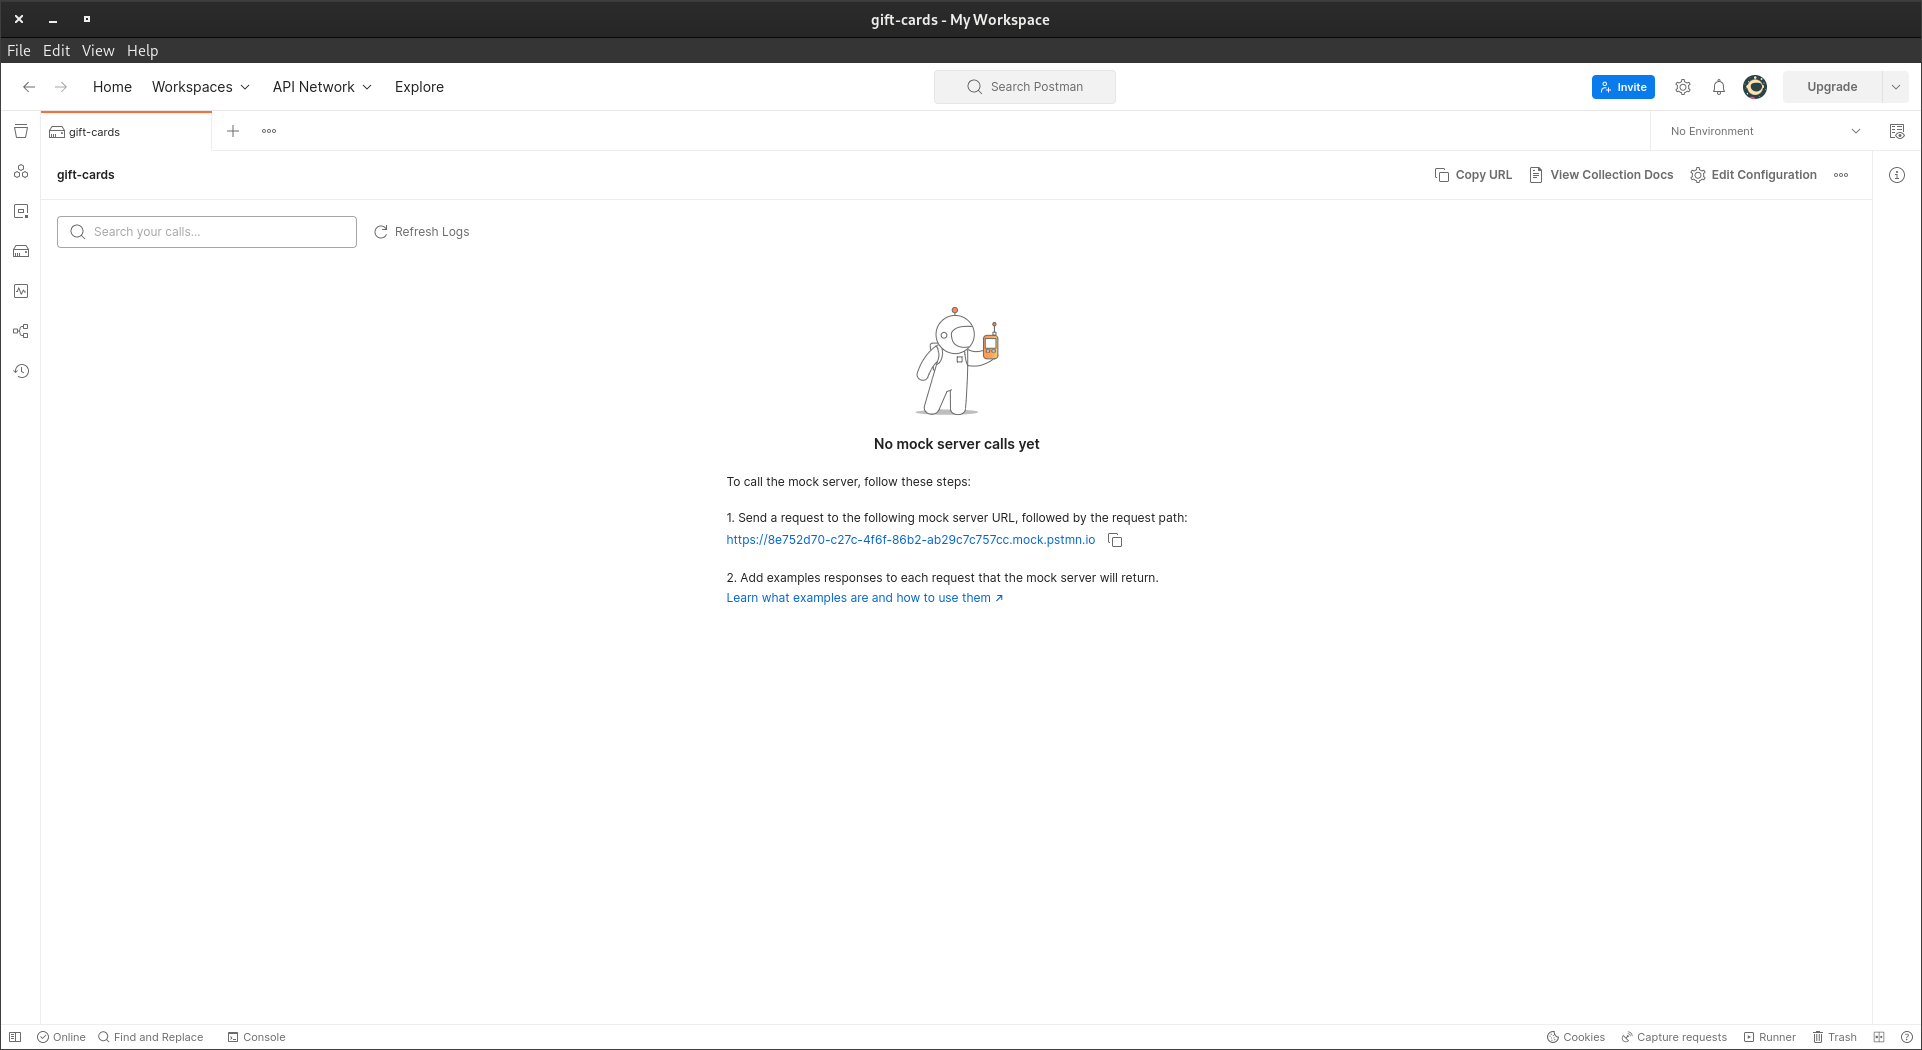 gift-cards - My Workspace
File Edit View Help
Home Workspaces API Network Explore Search Postman Invite Upgrade
gift-cards No Environment
gift-cards Copy URL View Collection Docs Edit Configuration
Search your calls... Refresh Logs
No mock server calls yet
To call the mock server, follow these steps:
1. Send a request to the following mock server URL, followed by the request path:
https://8e752d70-c27c-4f6f-86b2-ab29c7c757cc.mock.pstmn.io
2. Add examples responses to each request that the mock server will return.
Learn what examples are and how to use them ↗
Online Find and Replace Console Cookies Capture requests Runner Trash